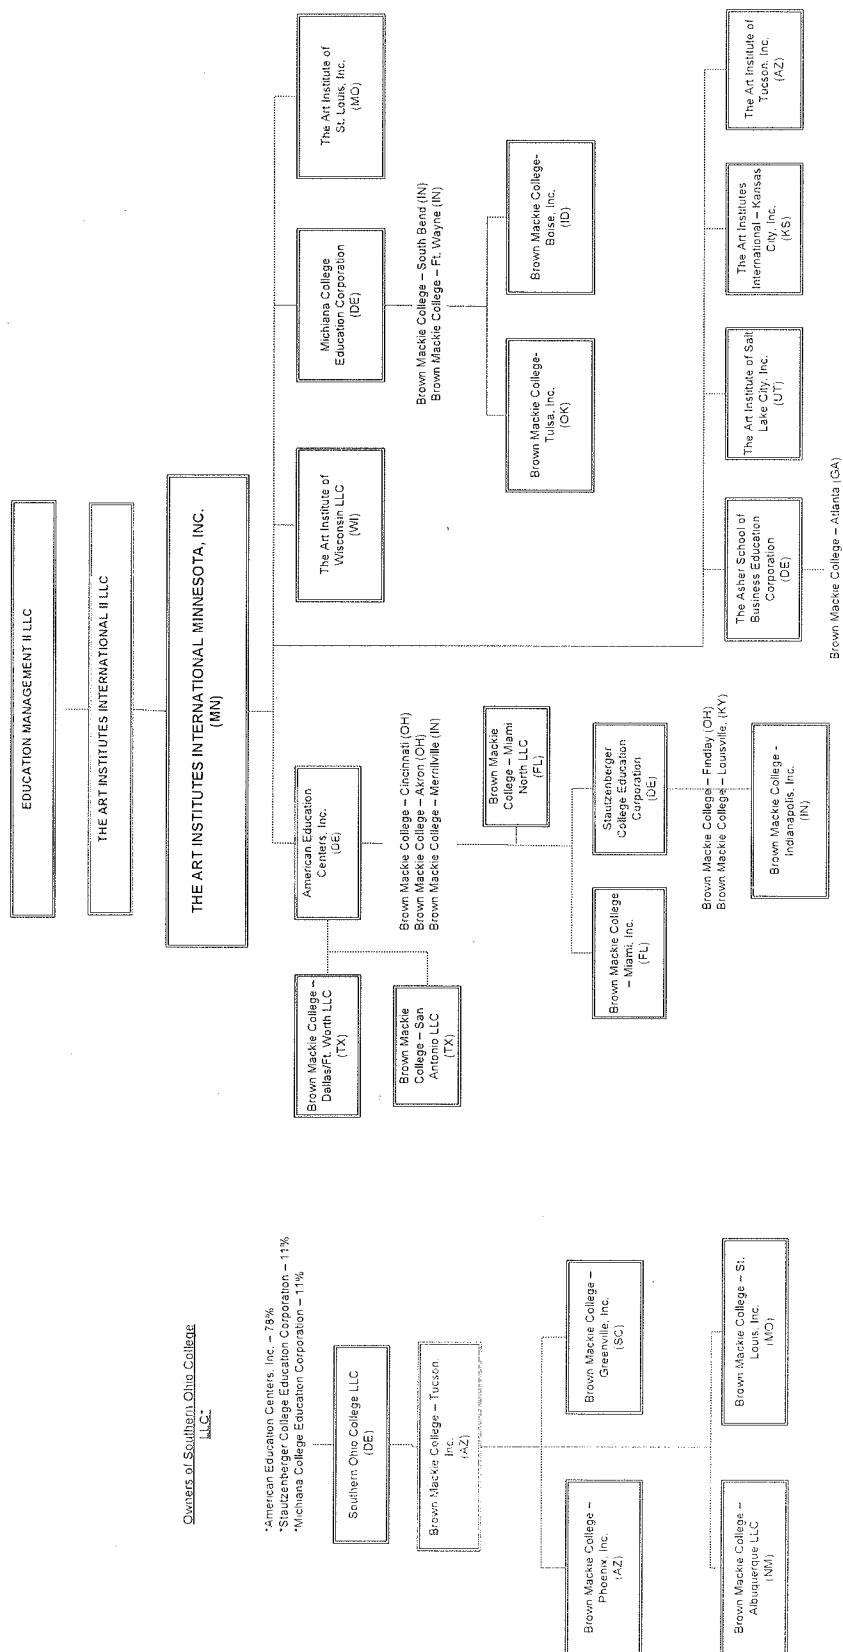 EDUCATION MANAGEMENT II LLC
THE ART INSTITUTES INTERNATIONAL II LLC
THE ART INSTITUTES INTERNATIONAL MINNESOTA, INC.
(MN)
Brown Mackie College –
Dallas/Ft. Worth LLC
(TX)
American Education
Centers, Inc.
(DE)
The Art Institute of
Wisconsin LLC
(WI)
Michiana College
Education Corporation
(DE)
The Art Institute of
St. Louis, Inc.
(MO)
Brown Mackie
College – San
Antonio LLC
(TX)
Brown Mackie College – Cincinnati (OH)
Brown Mackie College – Akron (OH)
Brown Mackie College – Merrillville (IN)
Brown Mackie College – South Bend (IN)
Brown Mackie College – Ft. Wayne (IN)
Brown Mackie
College – Miami
North LLC
(FL)
Brown Mackie College-
Tulsa, Inc.
(OK)
Brown Mackie College-
Boise, Inc.
(ID)
Brown Mackie College
– Miami, Inc.
(FL)
Stautzenberger
College Education
Corporation
(DE)
Brown Mackie College – Findlay (OH)
Brown Mackie College – Louisville, (KY)
Brown Mackie College -
Indianapolis, Inc.
(IN)
The Asher School of
Business Education
Corporation
(DE)
The Art Institute of Salt
Lake City, Inc.
(UT)
The Art Institutes
International – Kansas
City, Inc.
(KS)
The Art Institute of
Tucson, Inc.
(AZ)
Brown Mackie College – Atlanta (GA)
Owners of Southern Ohio College
LLC*
*American Education Centers, Inc. – 78%
*Stautzenberger College Education Corporation – 11%
*Michiana College Education Corporation – 11%
Southern Ohio College LLC
(DE)
Brown Mackie College – Tucson,
Inc.
(AZ)
Brown Mackie College –
Phoenix, Inc.
(AZ)
Brown Mackie College –
Greenville, Inc.
(SC)
Brown Mackie College –
Albuquerque LLC
(NM)
Brown Mackie College – St.
Louis, Inc.
(MO)